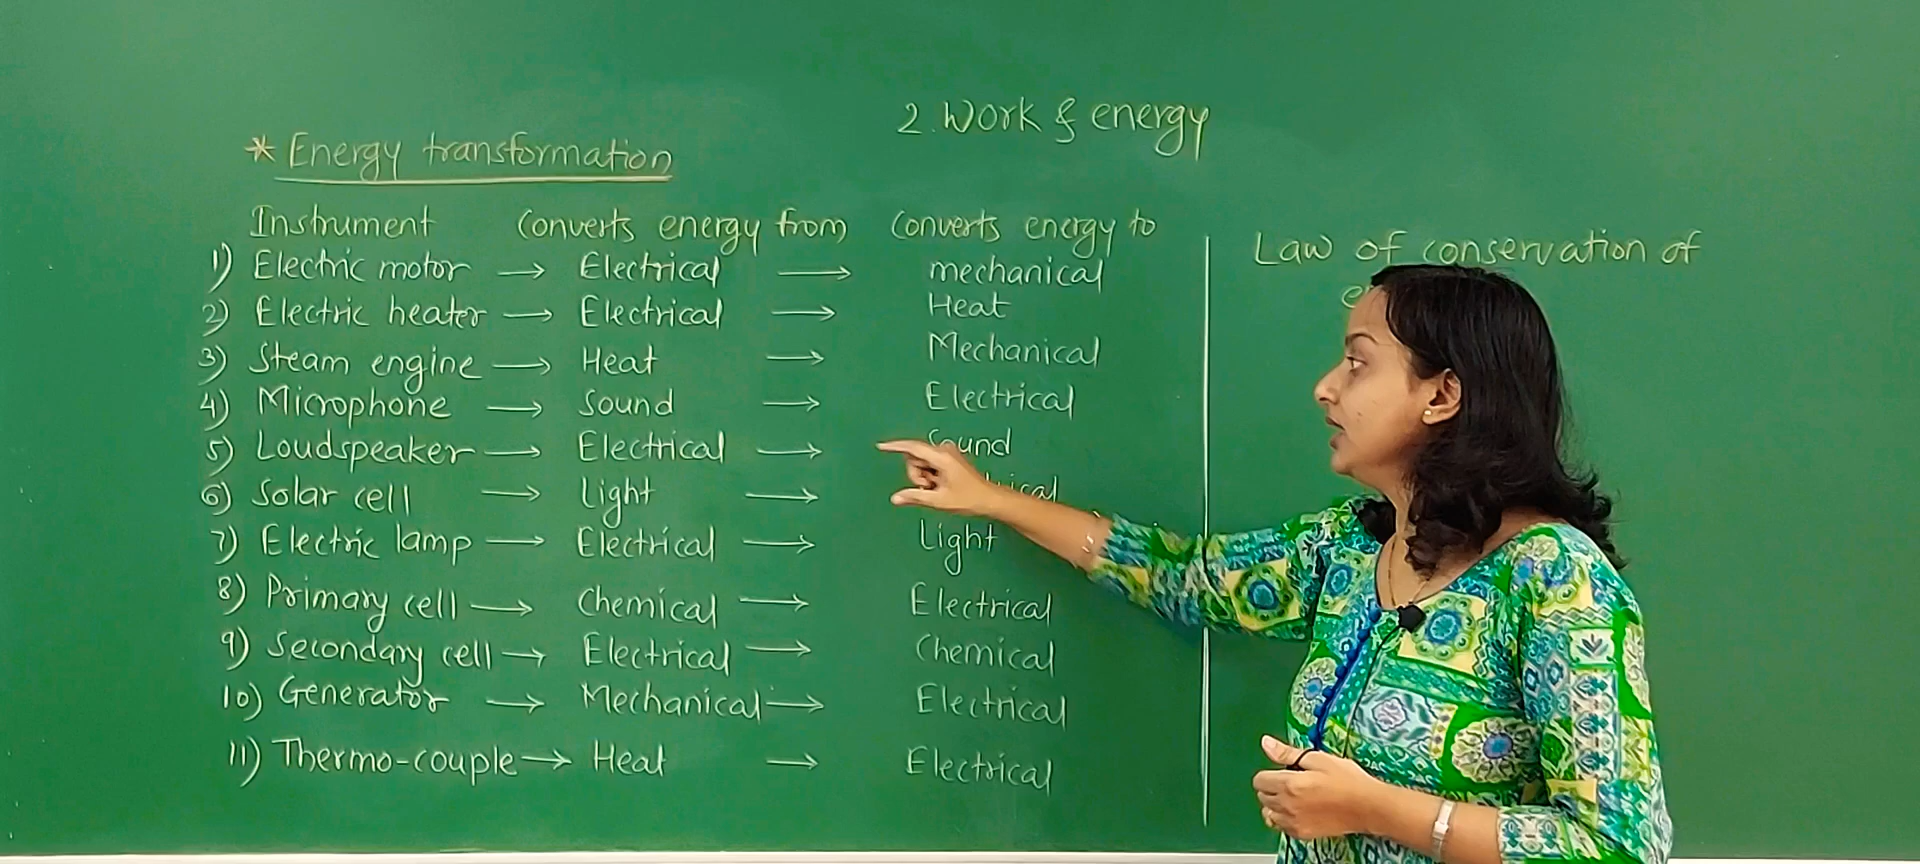 2. Work & energy
* Energy transformation
Instrument Converts energy from Converts energy to
1) Electric motor → Electrical → mechanical
2) Electric heater → Electrical → Heat
3) Steam engine → Heat → Mechanical
4) Microphone → Sound → Electrical
5) Loudspeaker → Electrical → Sound
6) Solar cell → Light →
7) Electric lamp → Electrical → Light
8) Primary cell → Chemical → Electrical
9) Secondary cell → Electrical → Chemical
10) Generator → Mechanical → Electrical
11) Thermo-couple → Heat → Electrical
Law of conservation of